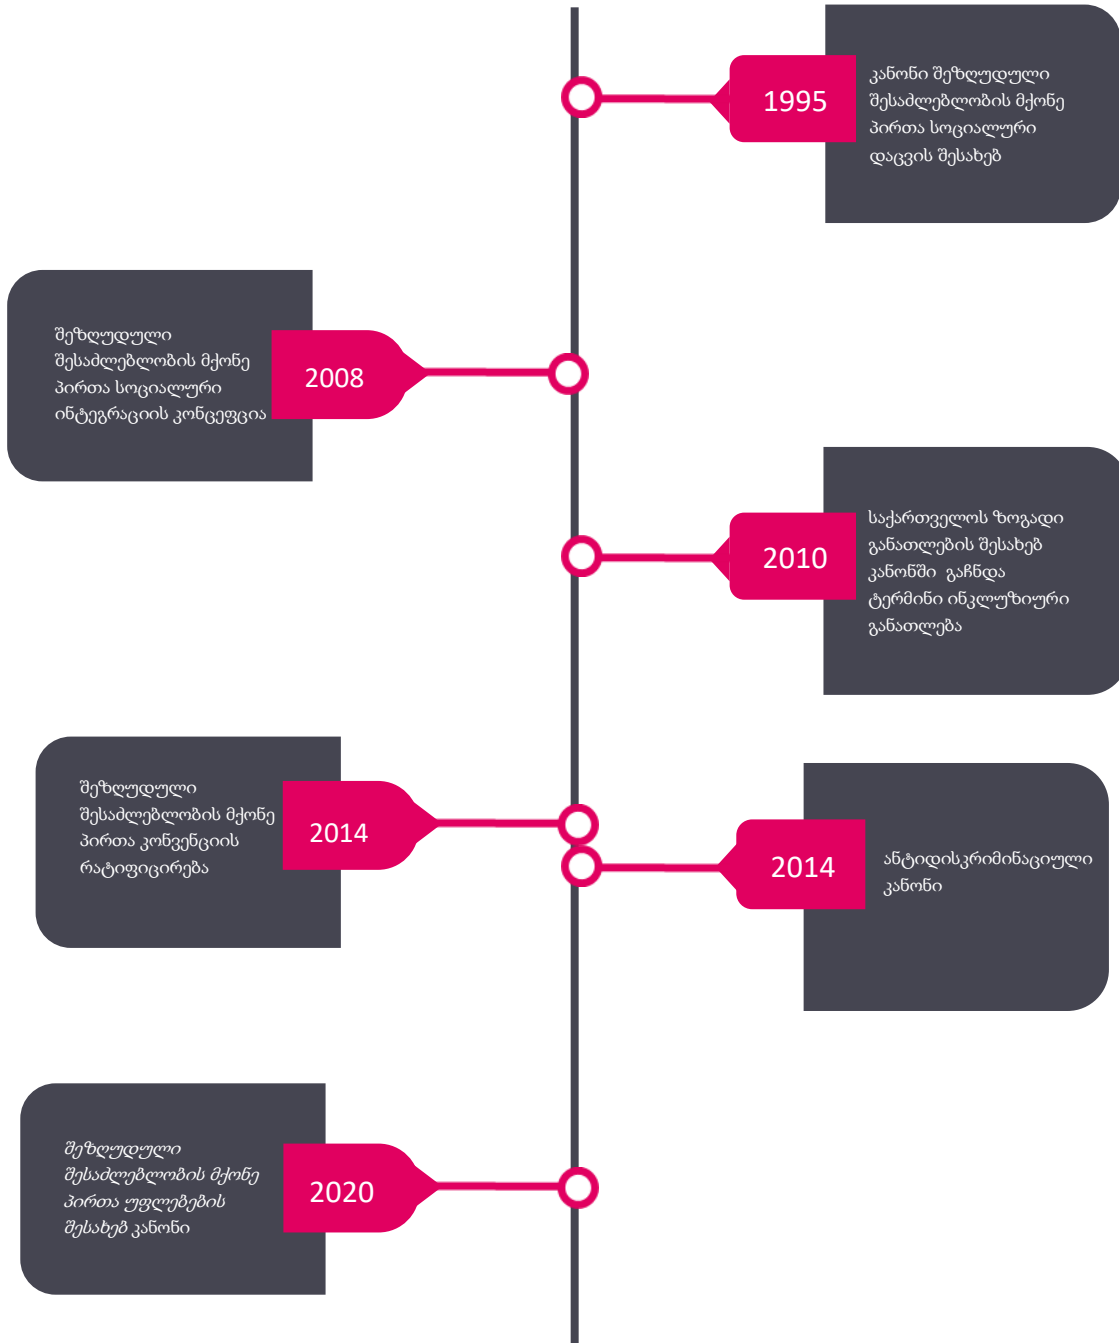 1995
კანონი შეზღუდული
შესაძლებლობის მქონე
პირთა სოციალური
დაცვის შესახებ
შეზღუდული
შესაძლებლობის მქონე
პირთა სოციალური
ინტეგრაციის კონცეფცია
2008
2010
საქართველოს ზოგადი
განათლების შესახებ
კანონში გაჩნდა
ტერმინი ინკლუზიური
განათლება
შეზღუდული
შესაძლებლობის მქონე
პირთა კონვენციის
რატიფიცირება
2014
2014
ანტიდისკრიმინაციული
კანონი
შეზღუდული
შესაძლებლობის მქონე
პირთა უფლებების
შესახებ კანონი
2020